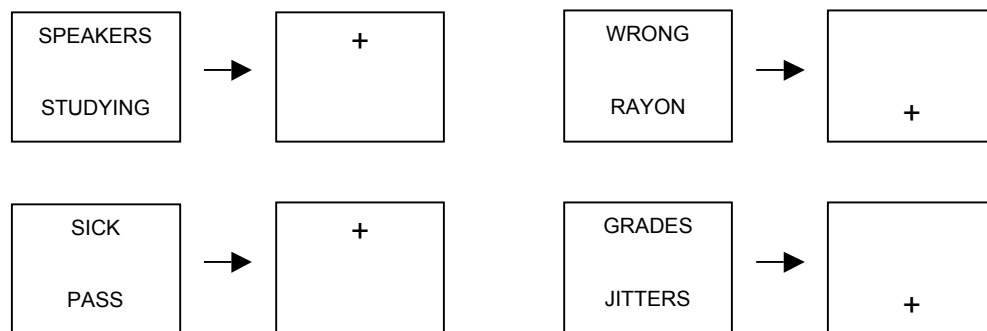 SPEAKERS
STUDYING
+
WRONG
RAYON
+
SICK
PASS
+
GRADES
JITTERS
+